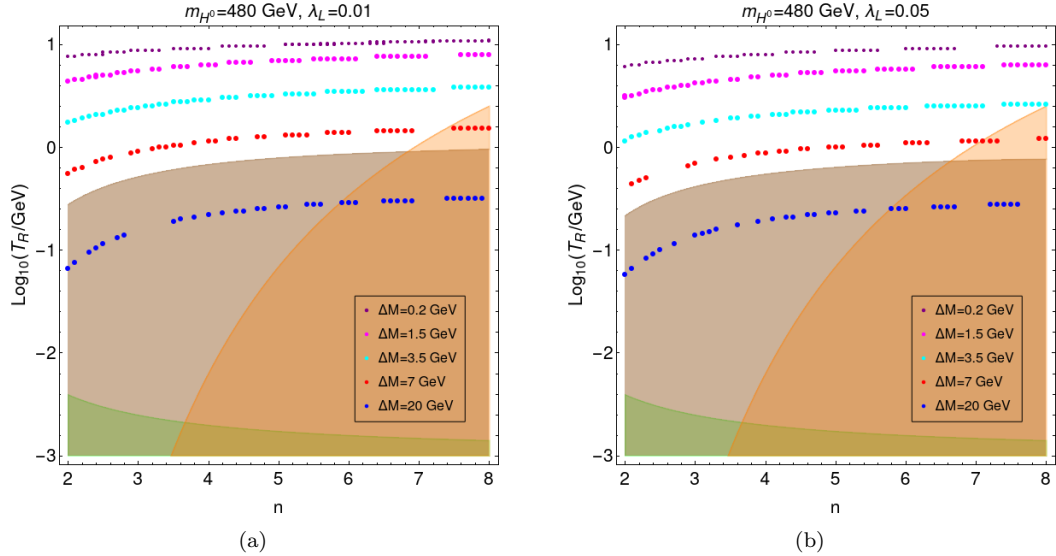 m_H⁰=480 GeV, λ_L=0.01
Log₁₀(T_R/GeV)
1
0
−1
−2
−3
ΔM=0.2 GeV
ΔM=1.5 GeV
ΔM=3.5 GeV
ΔM=7 GeV
ΔM=20 GeV
2 3 4 5 6 7 8
n
(a)
m_H⁰=480 GeV, λ_L=0.05
Log₁₀(T_R/GeV)
1
0
−1
−2
−3
ΔM=0.2 GeV
ΔM=1.5 GeV
ΔM=3.5 GeV
ΔM=7 GeV
ΔM=20 GeV
2 3 4 5 6 7 8
n
(b)